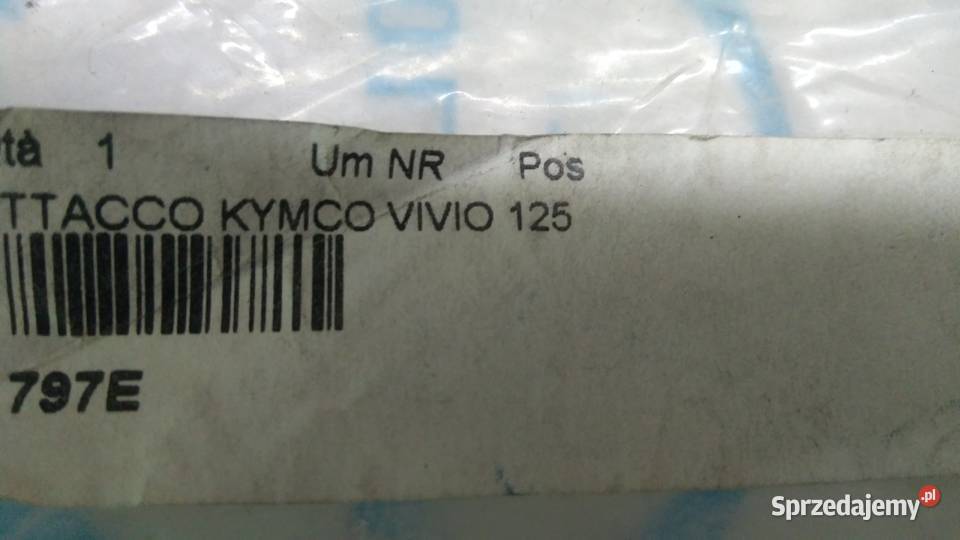 tà 1 Um NR Pos
TTACCO KYMCO VIVIO 125
797E
Sprzedajemy.pl